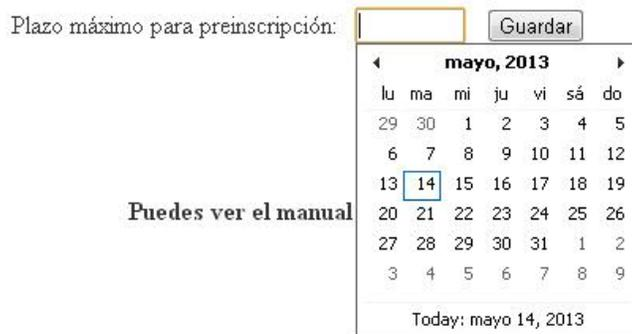 Plazo máximo para preinscripción: Guardar
mayo, 2013
lu ma mi ju vi sá do
29 30 1 2 3 4 5
6 7 8 9 10 11 12
13 14 15 16 17 18 19
20 21 22 23 24 25 26
27 28 29 30 31 1 2
3 4 5 6 7 8 9
Today: mayo 14, 2013
Puedes ver el manual